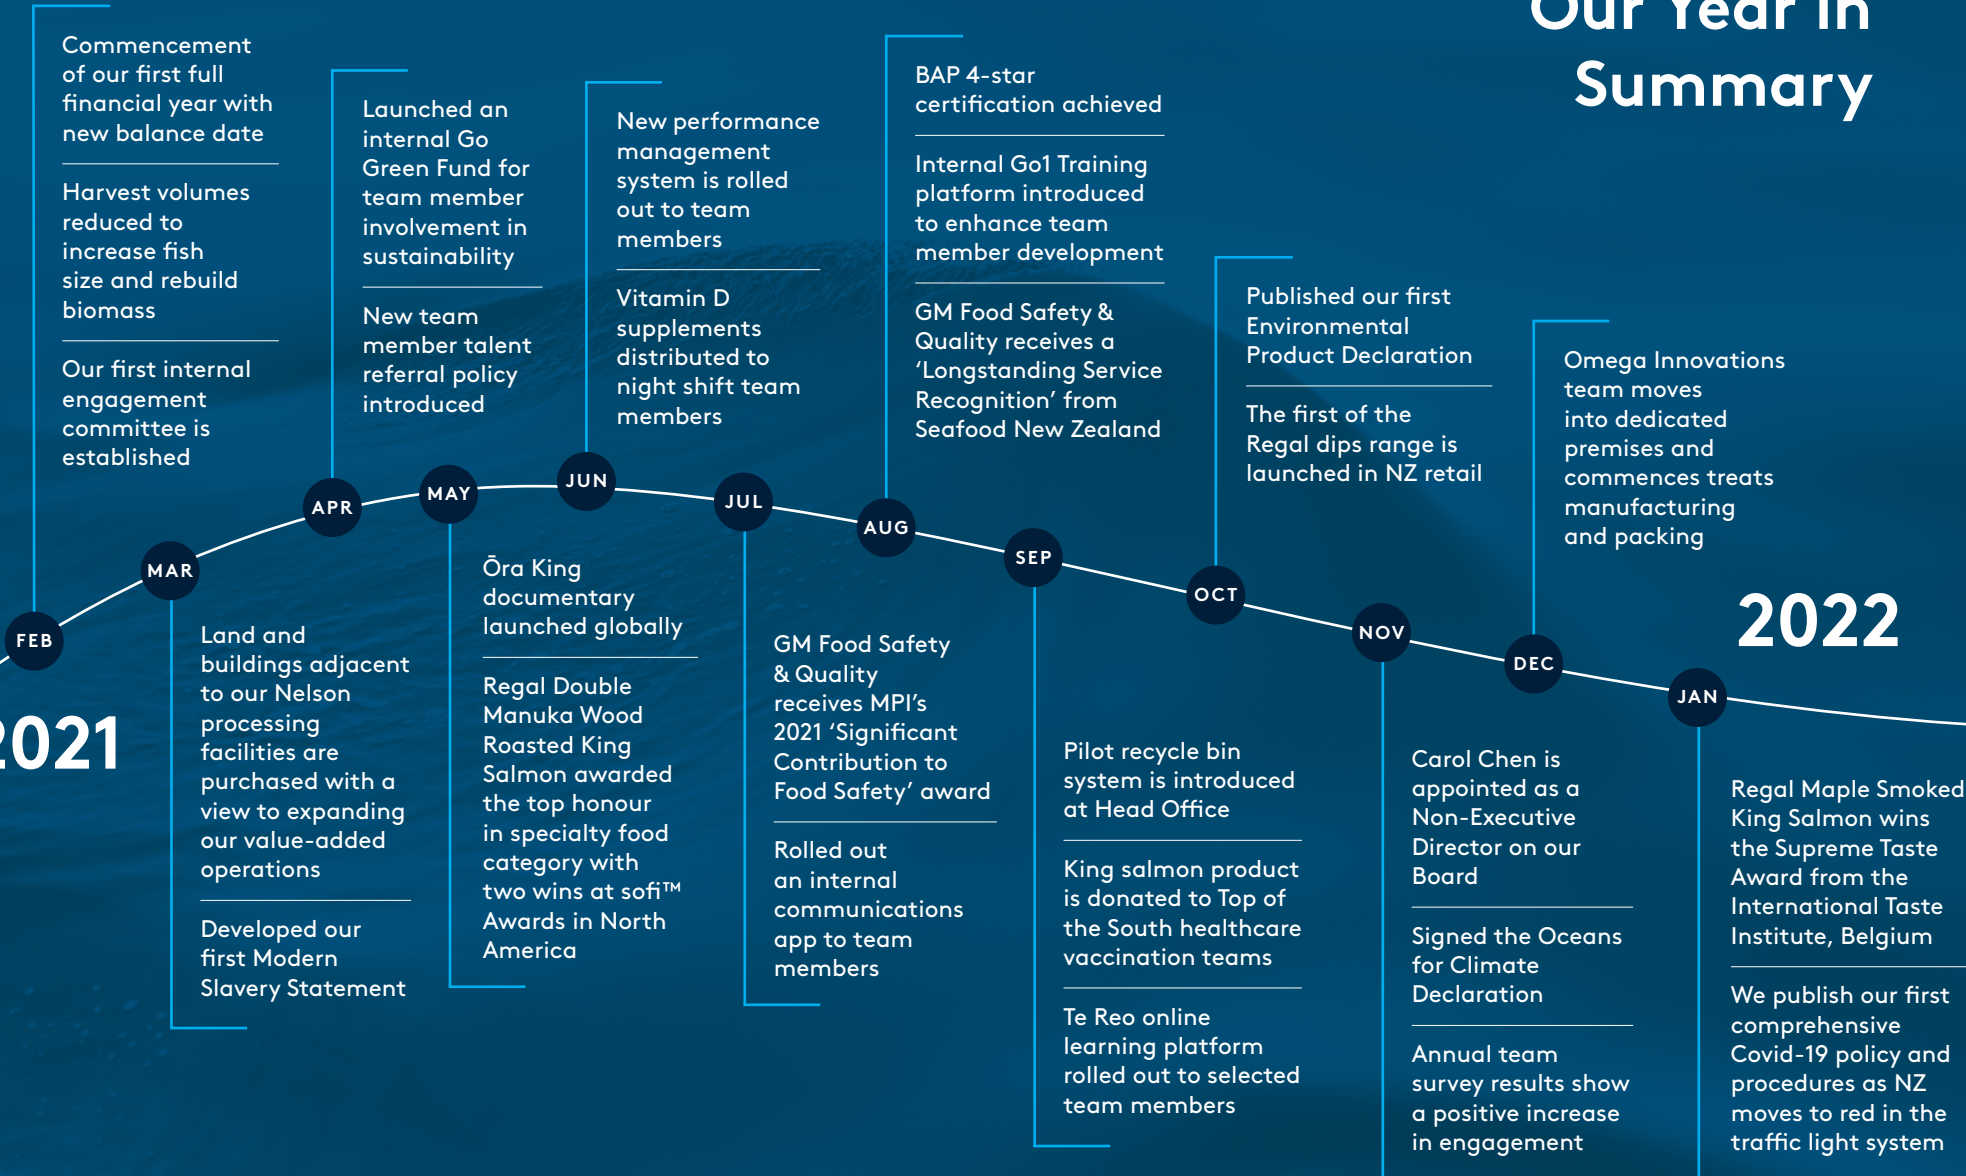 Our Year in
Summary
Commencement
of our first full
financial year with
new balance date
Harvest volumes
reduced to
increase fish
size and rebuild
biomass
Our first internal
engagement
committee is
established
FEB
2021
MAR
Land and
buildings adjacent
to our Nelson
processing
facilities are
purchased with a
view to expanding
our value-added
operations
Developed our
first Modern
Slavery Statement
Launched an
internal Go
Green Fund for
team member
involvement in
sustainability
New team
member talent
referral policy
introduced
APR
MAY
Ōra King
documentary
launched globally
Regal Double
Manuka Wood
Roasted King
Salmon awarded
the top honour
in specialty food
category with
two wins at sofi™
Awards in North
America
New performance
management
system is rolled
out to team
members
Vitamin D
supplements
distributed to
night shift team
members
JUN
JUL
GM Food Safety
& Quality
receives MPI’s
2021 ‘Significant
Contribution to
Food Safety’ award
Rolled out
an internal
communications
app to team
members
BAP 4-star
certification achieved
Internal Go1 Training
platform introduced
to enhance team
member development
GM Food Safety &
Quality receives a
‘Longstanding Service
Recognition’ from
Seafood New Zealand
AUG
SEP
Pilot recycle bin
system is introduced
at Head Office
King salmon product
is donated to Top of
the South healthcare
vaccination teams
Te Reo online
learning platform
rolled out to selected
team members
Published our first
Environmental
Product Declaration
The first of the
Regal dips range is
launched in NZ retail
OCT
NOV
Carol Chen is
appointed as a
Non-Executive
Director on our
Board
Signed the Oceans
for Climate
Declaration
Annual team
survey results show
a positive increase
in engagement
Omega Innovations
team moves
into dedicated
premises and
commences treats
manufacturing
and packing
DEC
2022
JAN
Regal Maple Smoked
King Salmon wins
the Supreme Taste
Award from the
International Taste
Institute, Belgium
We publish our first
comprehensive
Covid-19 policy and
procedures as NZ
moves to red in the
traffic light system